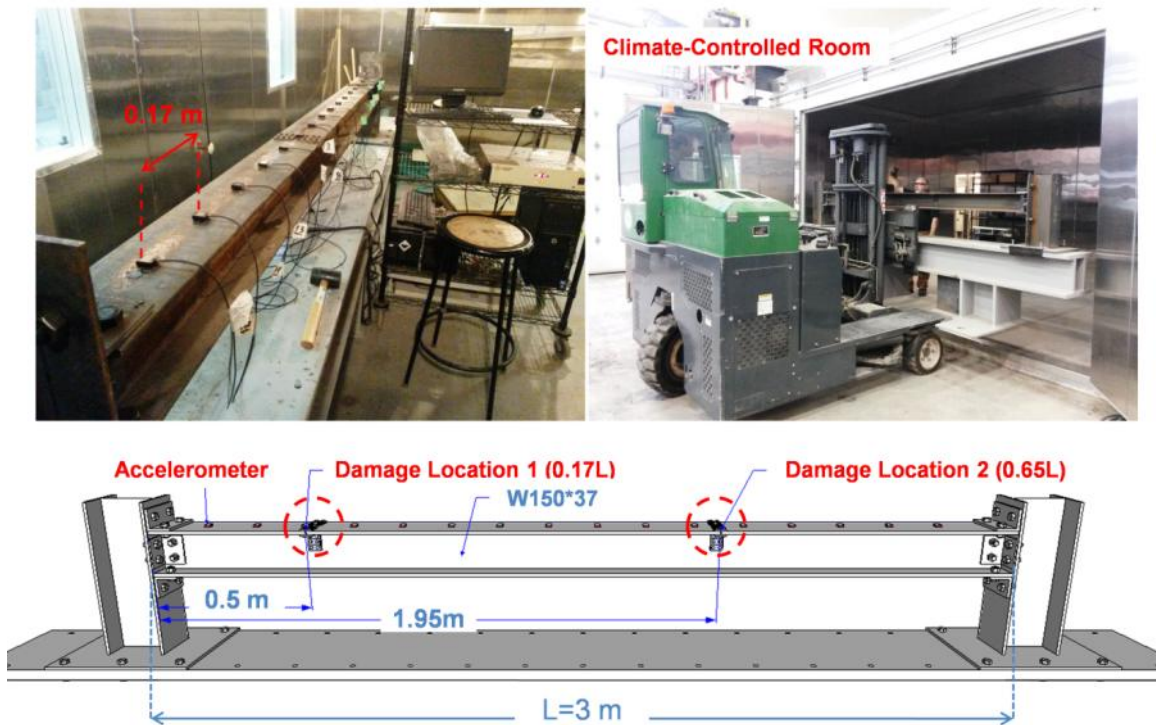 0.17 m
Climate-Controlled Room
Accelerometer
Damage Location 1 (0.17L)
Damage Location 2 (0.65L)
W150*37
0.5 m
1.95m
L=3 m